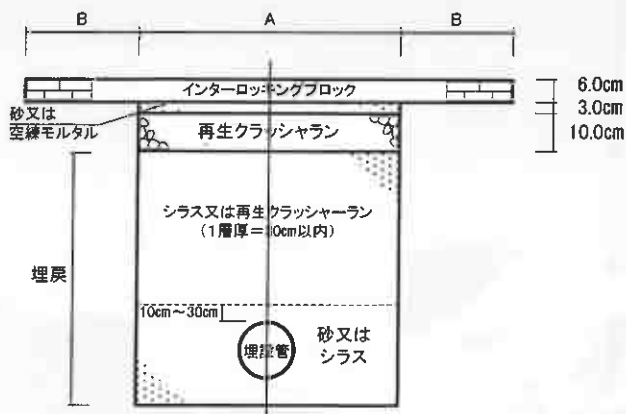 B A B
インターロッキングブロック
6.0cm
砂又は
空練モルタル
3.0cm
再生クラッシャラン
10.0cm
シラス又は再生クラッシャーラン
(1層厚= 0cm以内)
埋戻
10cm～30cm
砂又は
シラス
埋設管